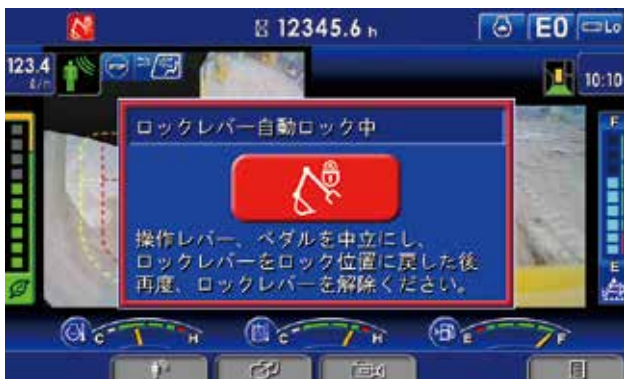 12345.6 h
E0
Lo
123.4
ℓ/h
10:10
ロックレバー自動ロック中
操作レバー、ペダルを中立にし、
ロックレバーをロック位置に戻した後
再度、ロックレバーを解除ください。
F
E
C H
C H
E F